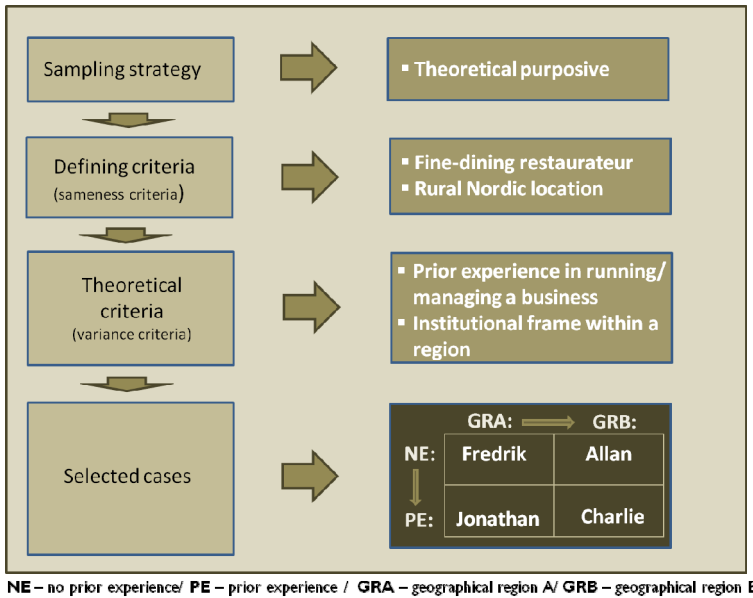 Sampling strategy
▪ Theoretical purposive
Defining criteria
(sameness criteria)
▪ Fine-dining restaurateur
▪ Rural Nordic location
Theoretical
criteria
(variance criteria)
▪ Prior experience in running/
managing a business
▪ Institutional frame within a
region
Selected cases
GRA: GRB:
NE: Fredrik Allan
PE: Jonathan Charlie
NE – no prior experience/ PE – prior experience / GRA – geographical region A/ GRB – geographical region